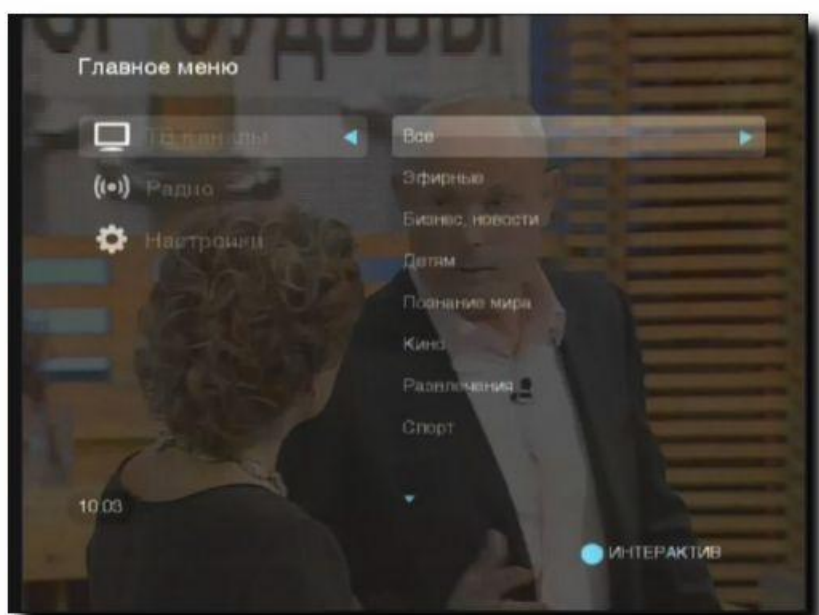 СУДЬБЫ
Главное меню
ТВ каналы
Все
Радио
Эфирные
Настройки
Бизнес, новости
Детям
Познание мира
Кино
Развлечения
Спорт
10:03
ИНТЕРАКТИВ